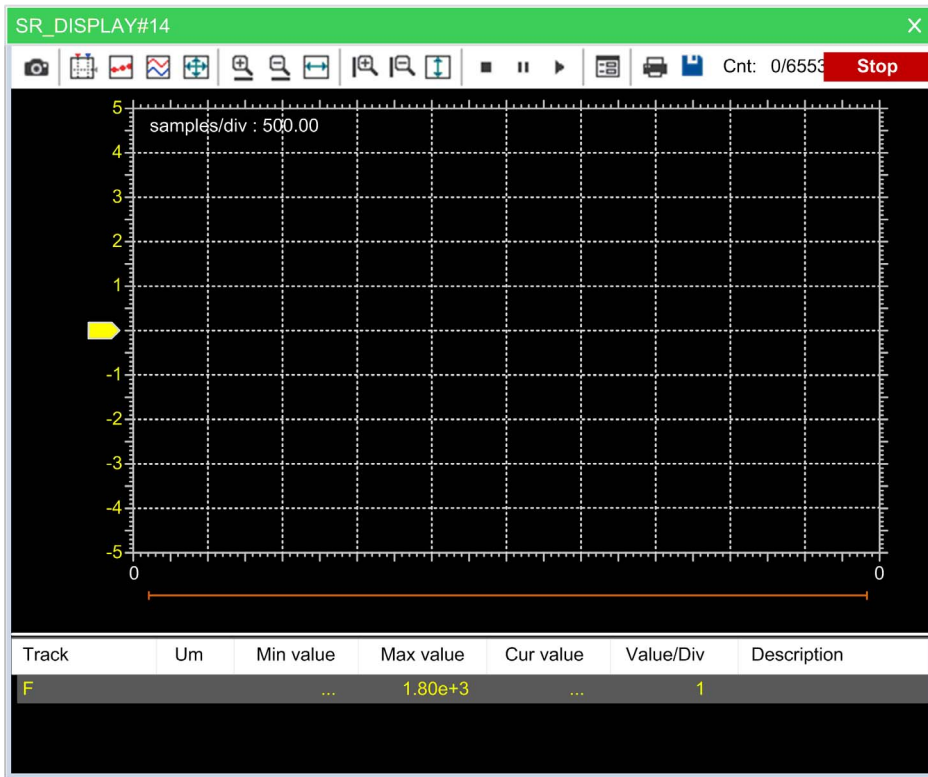 SR_DISPLAY#14
Cnt: 0/6553 Stop
samples/div : 500.00
5
4
3
2
1
-1
-2
-3
-4
-5
0 0
Track Um Min value Max value Cur value Value/Div Description
F ... 1.80e+3 ... 1